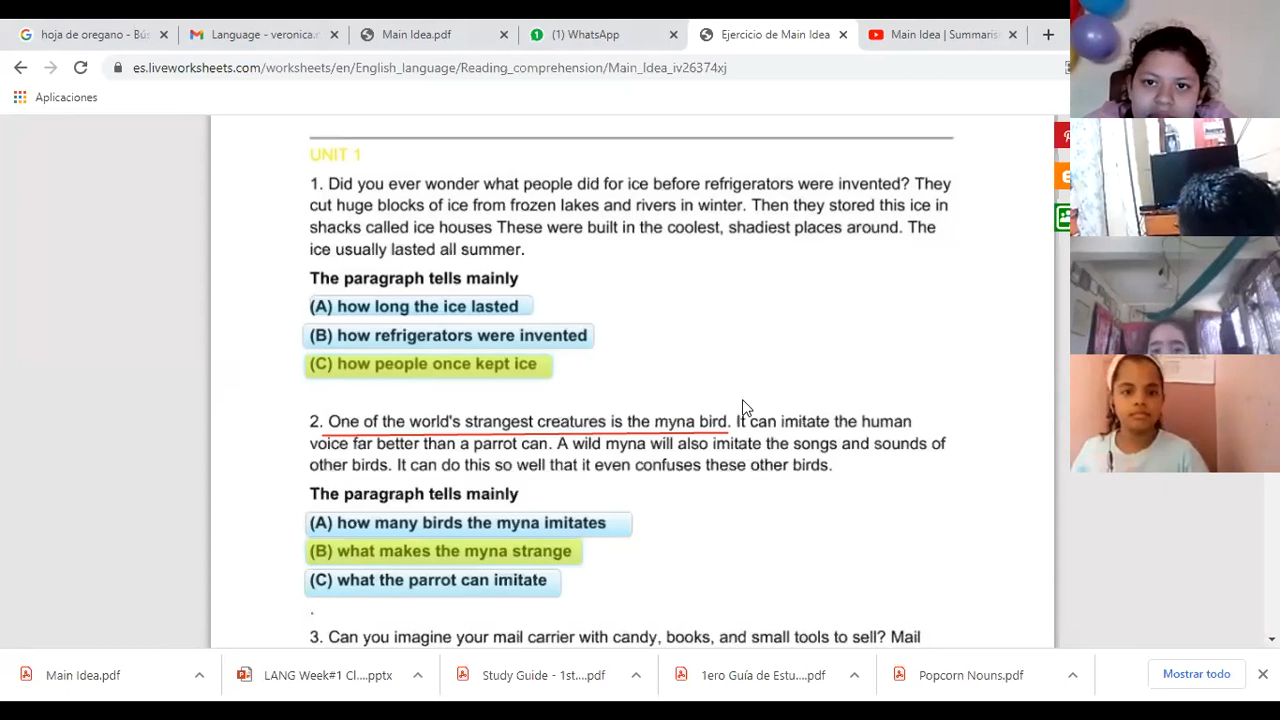 hoja de oregano - Bús
Language - veronica.r
Main Idea.pdf
(1) WhatsApp
Ejercicio de Main Idea
Main Idea | Summaris
es.liveworksheets.com/worksheets/en/English_language/Reading_comprehension/Main_Idea_iv26374xj
Aplicaciones
UNIT 1
1. Did you ever wonder what people did for ice before refrigerators were invented? They
cut huge blocks of ice from frozen lakes and rivers in winter. Then they stored this ice in
shacks called ice houses These were built in the coolest, shadiest places around. The
ice usually lasted all summer.
The paragraph tells mainly
(A) how long the ice lasted
(B) how refrigerators were invented
(C) how people once kept ice
2. One of the world's strangest creatures is the myna bird. It can imitate the human
voice far better than a parrot can. A wild myna will also imitate the songs and sounds of
other birds. It can do this so well that it even confuses these other birds.
The paragraph tells mainly
(A) how many birds the myna imitates
(B) what makes the myna strange
(C) what the parrot can imitate
.
3. Can you imagine your mail carrier with candy, books, and small tools to sell? Mail
Main Idea.pdf
LANG Week#1 Cl....pptx
Study Guide - 1st....pdf
1ero Guía de Estu....pdf
Popcorn Nouns.pdf
Mostrar todo